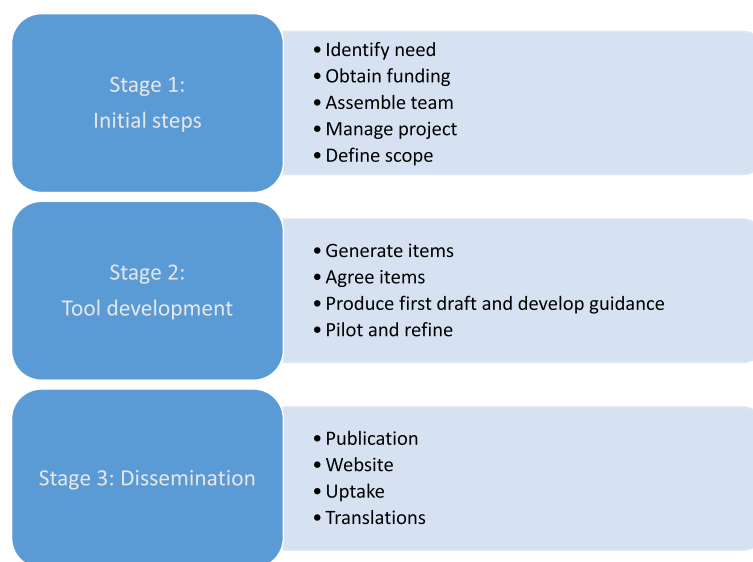 Stage 1:
Initial steps
• Identify need
• Obtain funding
• Assemble team
• Manage project
• Define scope
Stage 2:
Tool development
• Generate items
• Agree items
• Produce first draft and develop guidance
• Pilot and refine
Stage 3: Dissemination
• Publication
• Website
• Uptake
• Translations